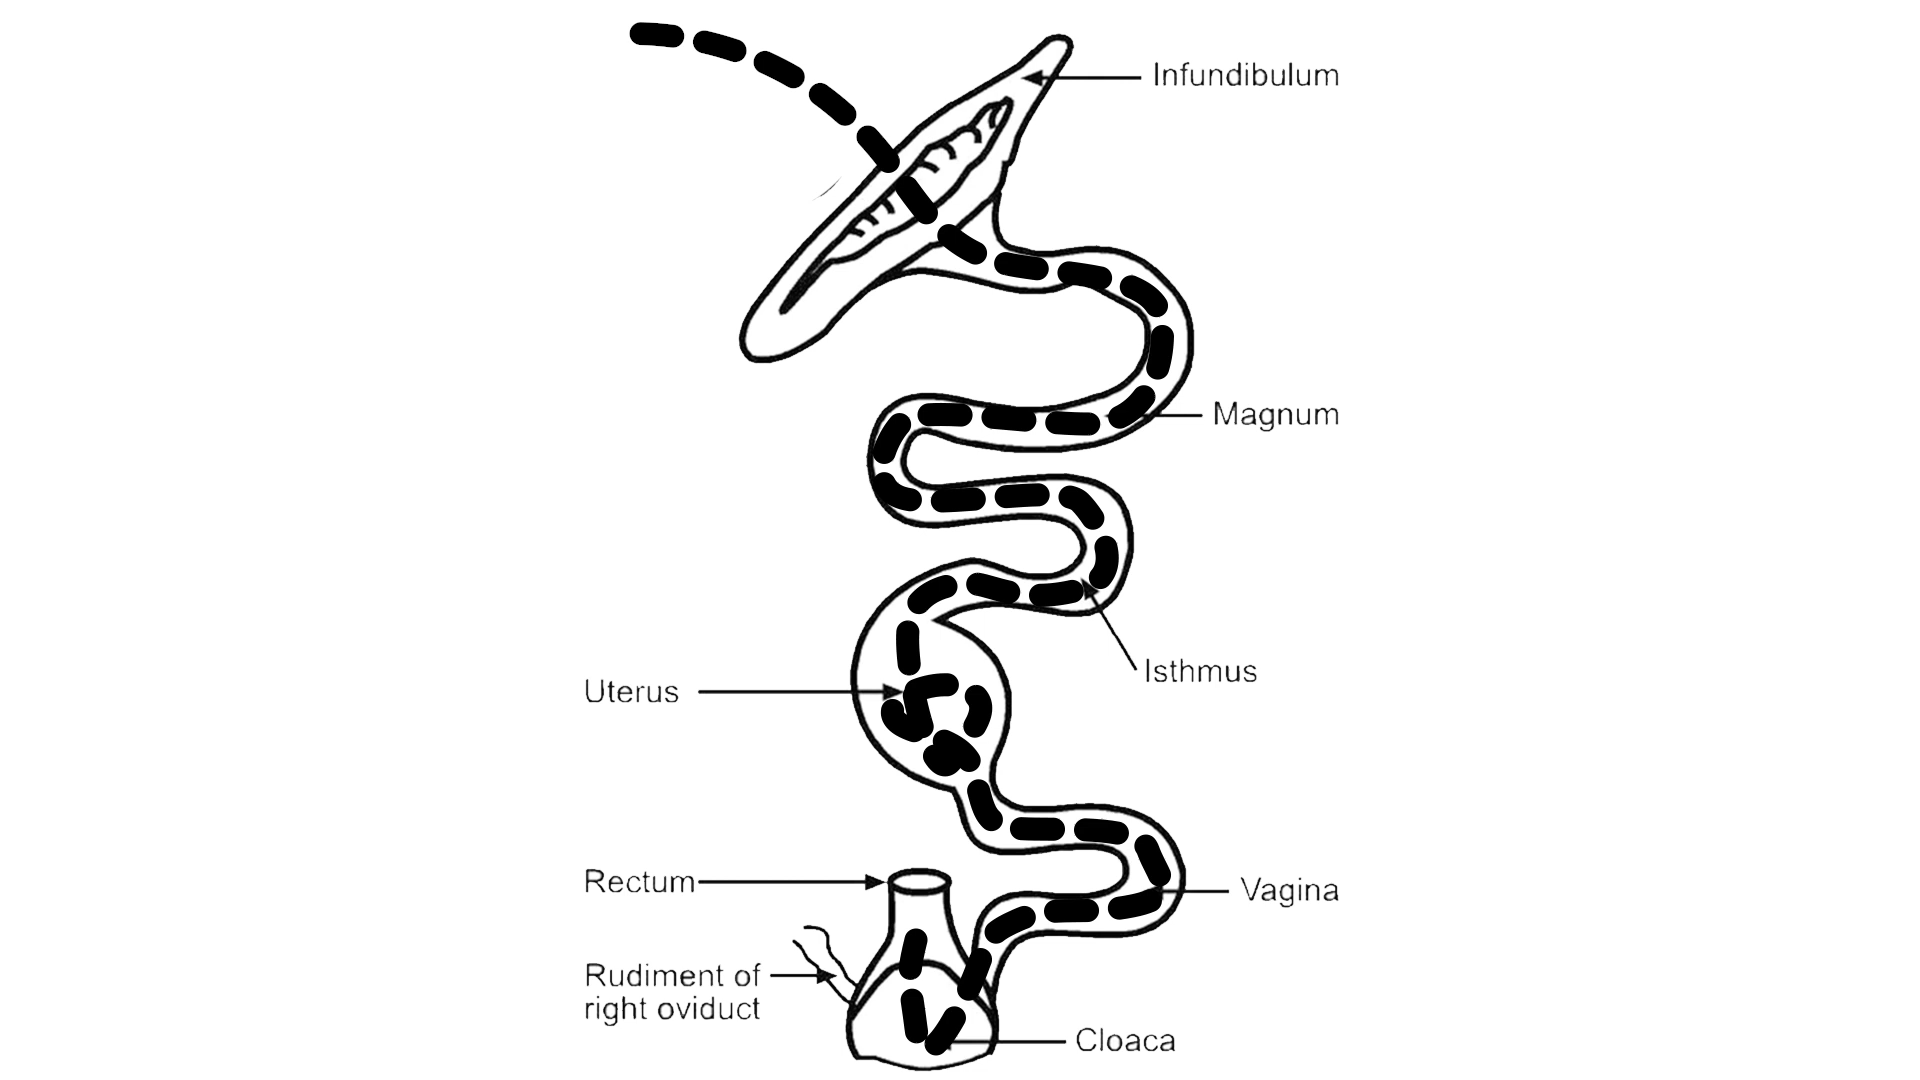 Infundibulum
Magnum
Isthmus
Uterus
Rectum
Vagina
Rudiment of
right oviduct
Cloaca